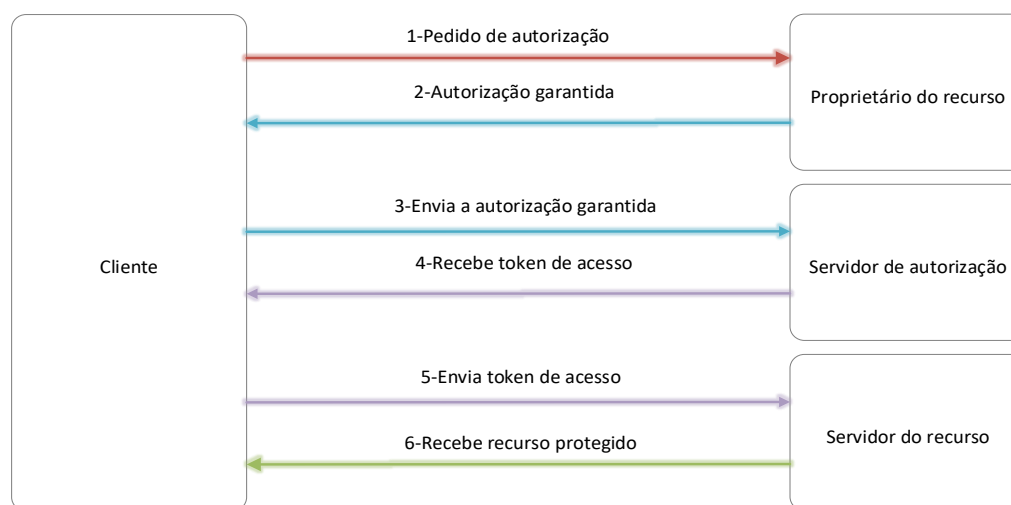 1-Pedido de autorização
2-Autorização garantida
Proprietário do recurso
3-Envia a autorização garantida
Cliente
4-Recebe token de acesso
Servidor de autorização
5-Envia token de acesso
6-Recebe recurso protegido
Servidor do recurso